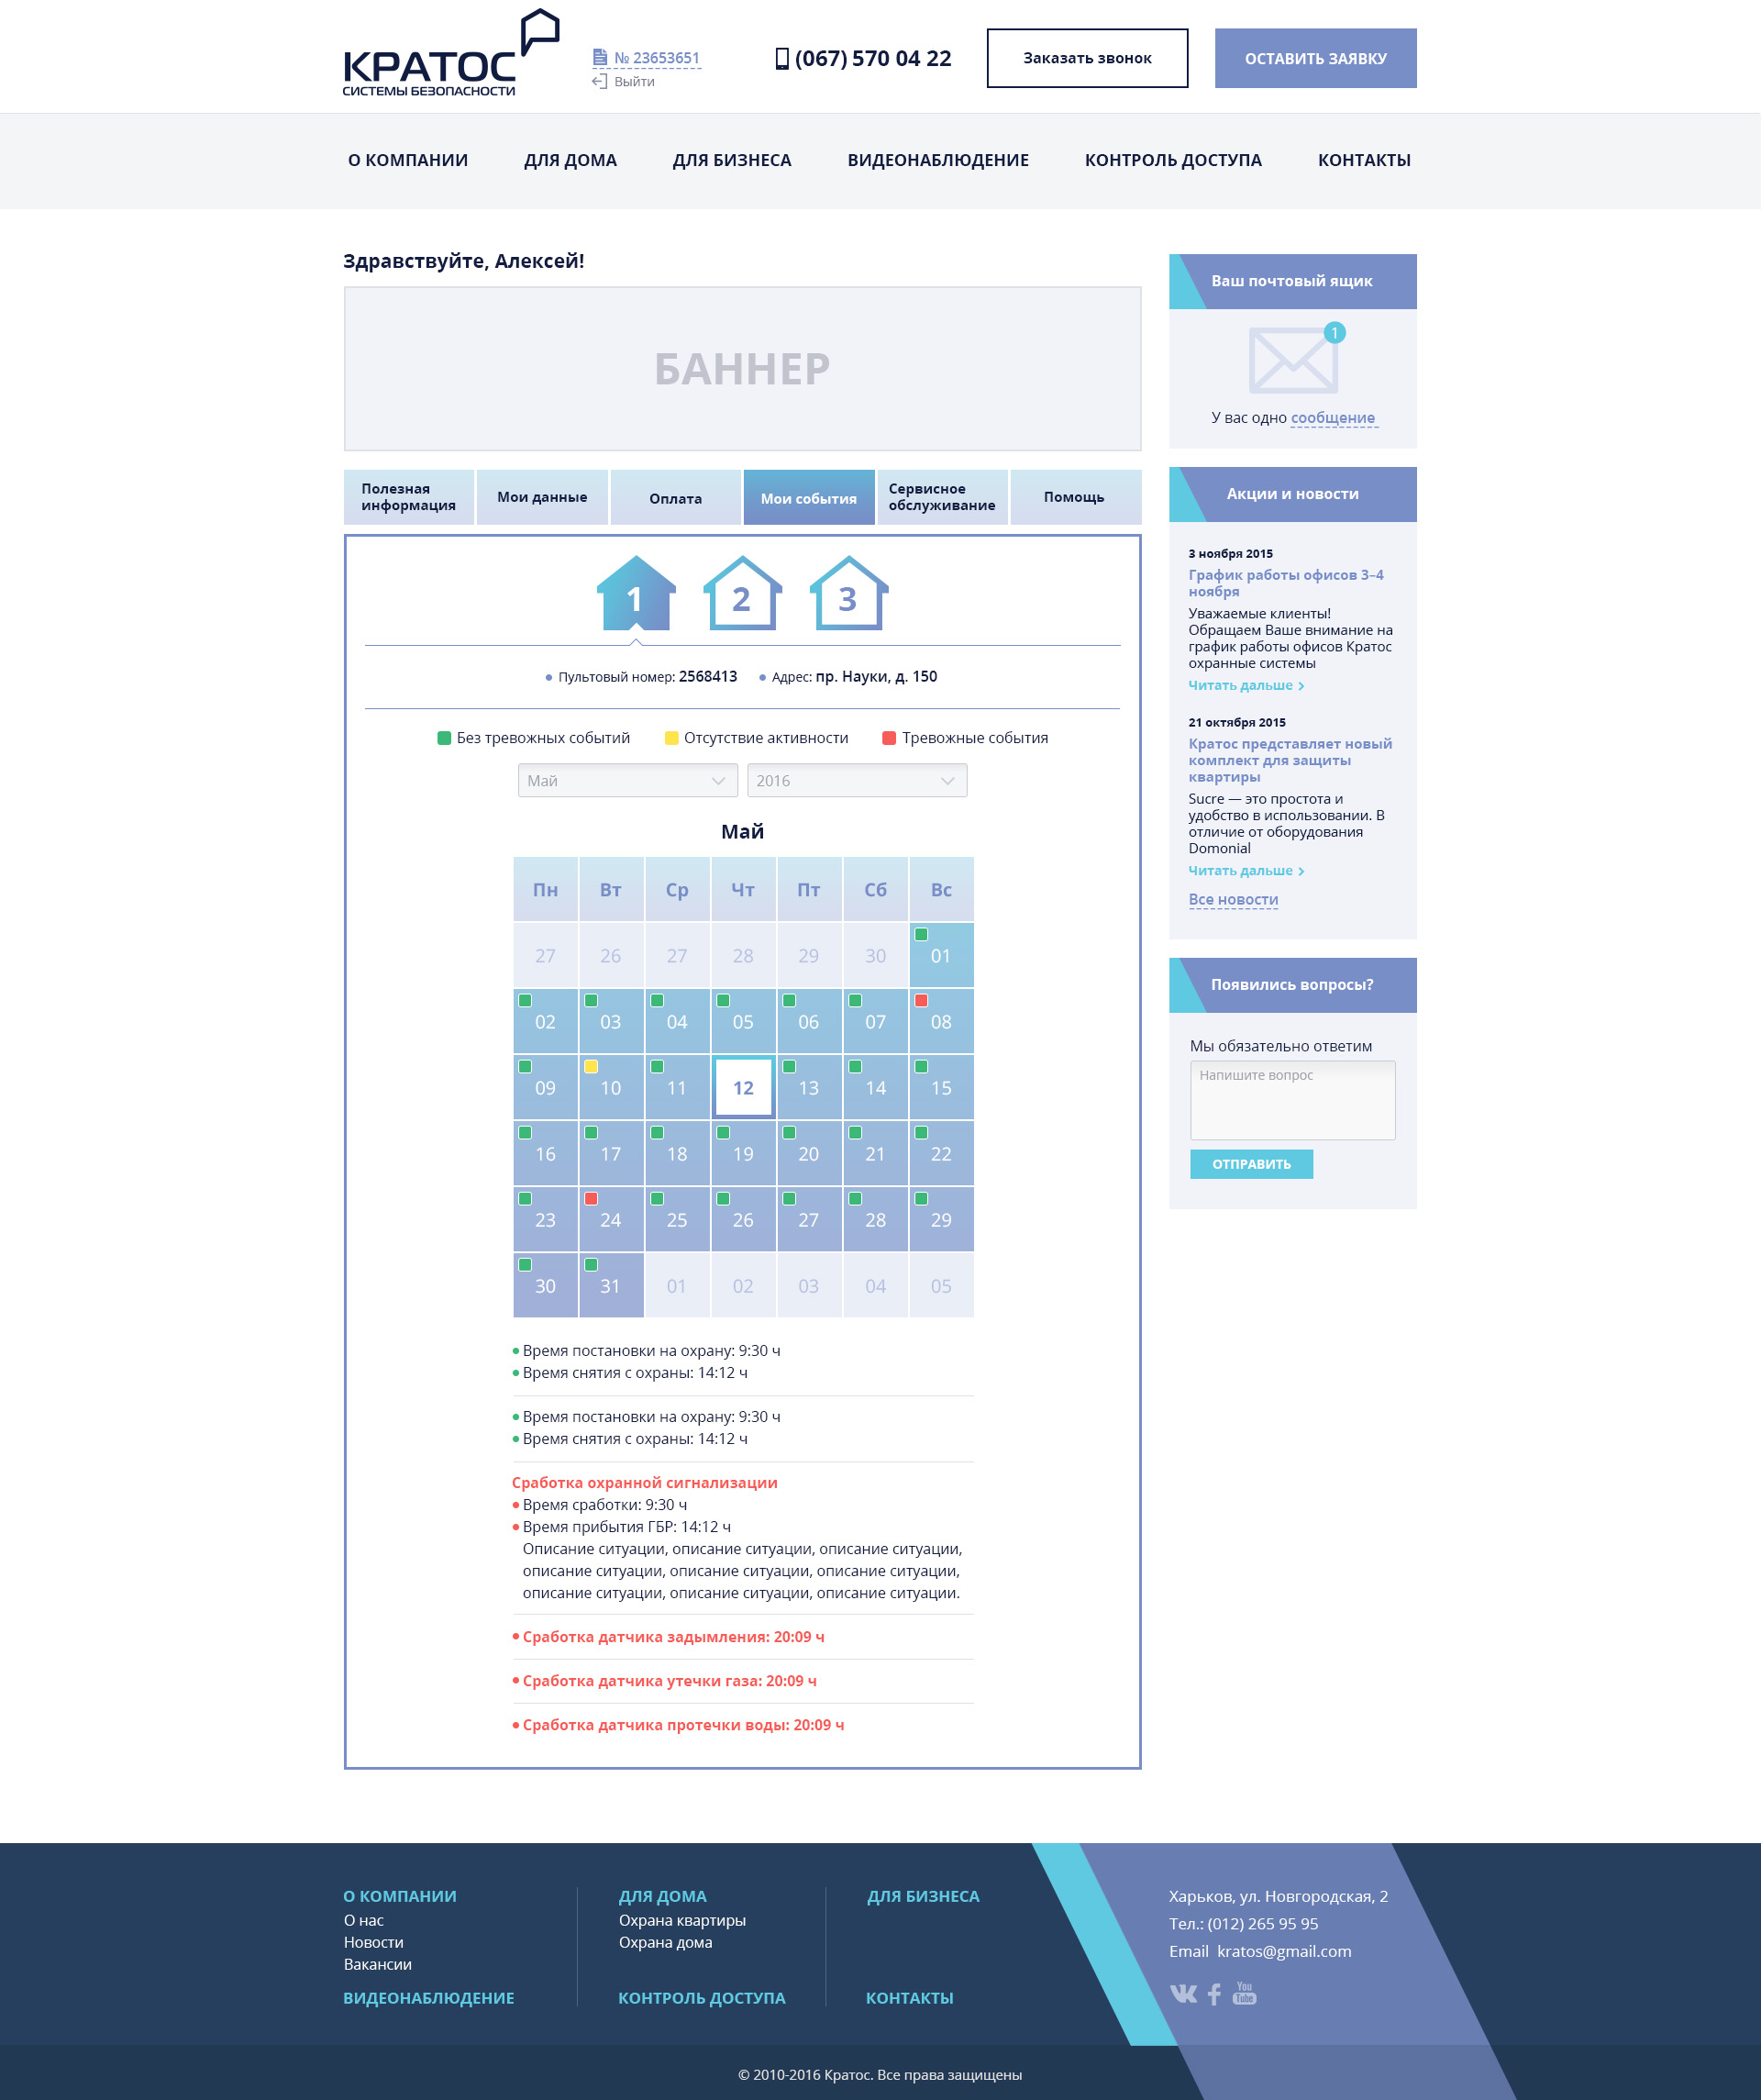 КРАТОС
СИСТЕМЫ БЕЗОПАСНОСТИ
№ 23653651
Выйти
(067) 570 04 22
Заказать звонок
ОСТАВИТЬ ЗАЯВКУ
О КОМПАНИИ ДЛЯ ДОМА ДЛЯ БИЗНЕСА ВИДЕОНАБЛЮДЕНИЕ КОНТРОЛЬ ДОСТУПА КОНТАКТЫ
Здравствуйте, Алексей!
БАННЕР
Полезная
информация
Мои данные
Оплата
Мои события
Сервисное
обслуживание
Помощь
1 2 3
Пультовый номер: 2568413 Адрес: пр. Науки, д. 150
Без тревожных событий Отсутствие активности Тревожные события
Май 2016
Май
Пн Вт Ср Чт Пт Сб Вс
27 26 27 28 29 30 01
02 03 04 05 06 07 08
09 10 11 12 13 14 15
16 17 18 19 20 21 22
23 24 25 26 27 28 29
30 31 01 02 03 04 05
Время постановки на охрану: 9:30 ч
Время снятия с охраны: 14:12 ч
Время постановки на охрану: 9:30 ч
Время снятия с охраны: 14:12 ч
Сработка охранной сигнализации
Время сработки: 9:30 ч
Время прибытия ГБР: 14:12 ч
Описание ситуации, описание ситуации, описание ситуации,
описание ситуации, описание ситуации, описание ситуации,
описание ситуации, описание ситуации, описание ситуации.
Сработка датчика задымления: 20:09 ч
Сработка датчика утечки газа: 20:09 ч
Сработка датчика протечки воды: 20:09 ч
Ваш почтовый ящик
1
У вас одно сообщение
Акции и новости
3 ноября 2015
График работы офисов 3–4
ноября
Уважаемые клиенты!
Обращаем Ваше внимание на
график работы офисов Кратос
охранные системы
Читать дальше
21 октября 2015
Кратос представляет новый
комплект для защиты
квартиры
Sucre — это простота и
удобство в использовании. В
отличие от оборудования
Domonial
Читать дальше
Все новости
Появились вопросы?
Мы обязательно ответим
Напишите вопрос
ОТПРАВИТЬ
О КОМПАНИИ
О нас
Новости
Вакансии
ВИДЕОНАБЛЮДЕНИЕ
ДЛЯ ДОМА
Охрана квартиры
Охрана дома
КОНТРОЛЬ ДОСТУПА
ДЛЯ БИЗНЕСА
КОНТАКТЫ
Харьков, ул. Новгородская, 2
Тел.: (012) 265 95 95
Email kratos@gmail.com
You
Tube
© 2010-2016 Кратос. Все права защищены